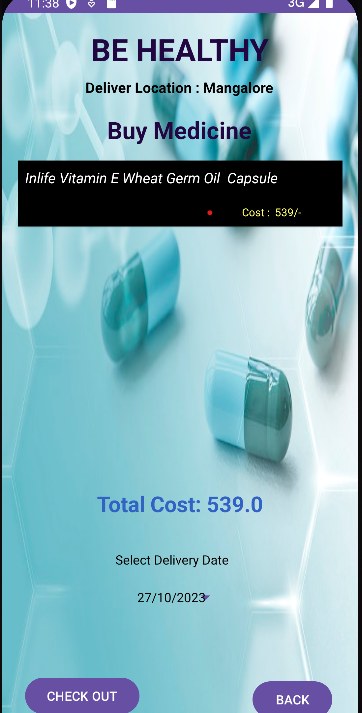 11:38
3G
BE HEALTHY
Deliver Location : Mangalore
Buy Medicine
Inlife Vitamin E Wheat Germ Oil Capsule
Cost : 539/-
Total Cost: 539.0
Select Delivery Date
27/10/2023
CHECK OUT
BACK